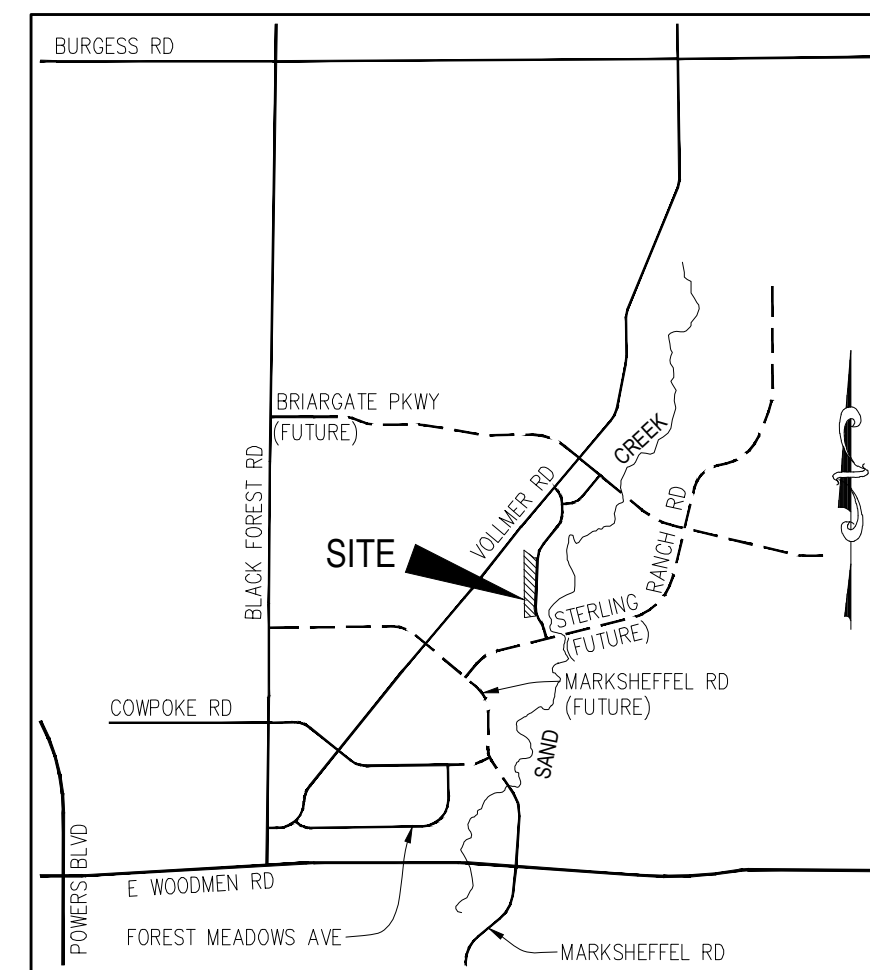 BURGESS RD
BRIARGATE PKWY
(FUTURE)
BLACK FOREST RD
VOLLMER RD
CREEK
SITE
RANCH RD
STERLING
(FUTURE)
MARKSHEFFEL RD
(FUTURE)
COWPOKE RD
SAND
POWERS BLVD
E WOODMEN RD
FOREST MEADOWS AVE
MARKSHEFFEL RD